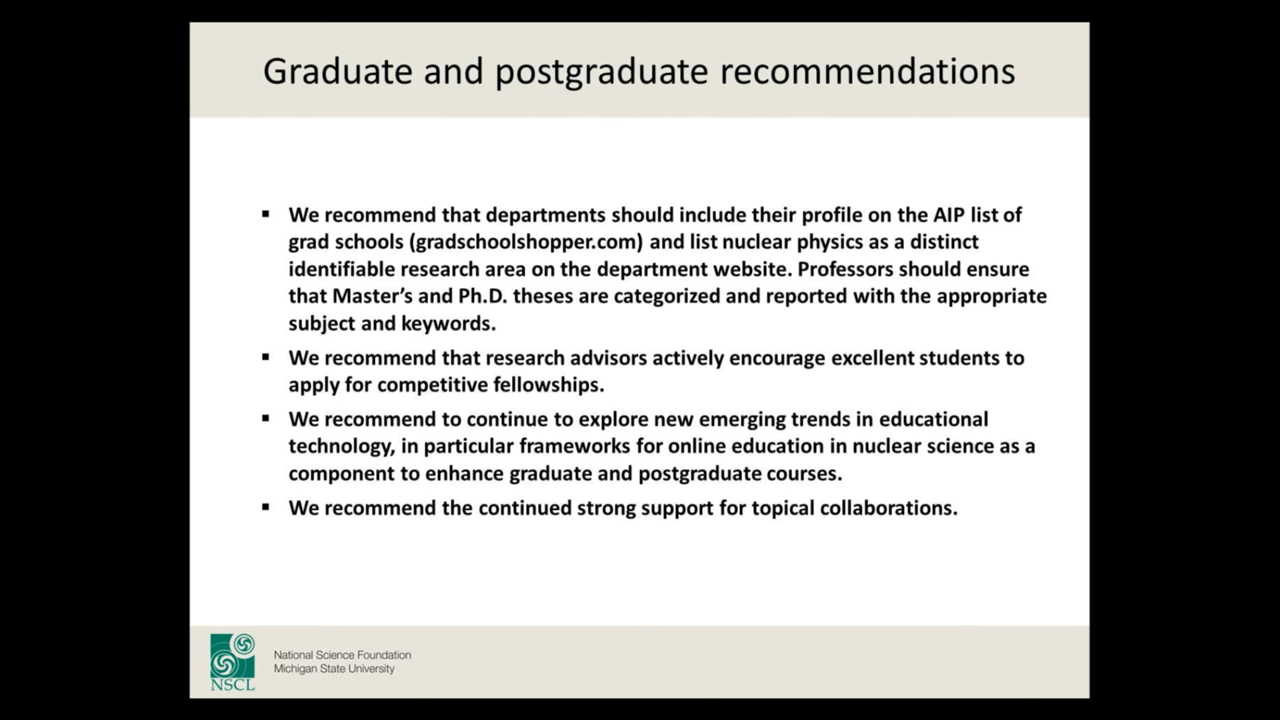 Graduate and postgraduate recommendations
▪ We recommend that departments should include their profile on the AIP list of
grad schools (gradschoolshopper.com) and list nuclear physics as a distinct
identifiable research area on the department website. Professors should ensure
that Master’s and Ph.D. theses are categorized and reported with the appropriate
subject and keywords.
▪ We recommend that research advisors actively encourage excellent students to
apply for competitive fellowships.
▪ We recommend to continue to explore new emerging trends in educational
technology, in particular frameworks for online education in nuclear science as a
component to enhance graduate and postgraduate courses.
▪ We recommend the continued strong support for topical collaborations.
National Science Foundation
Michigan State University
NSCL